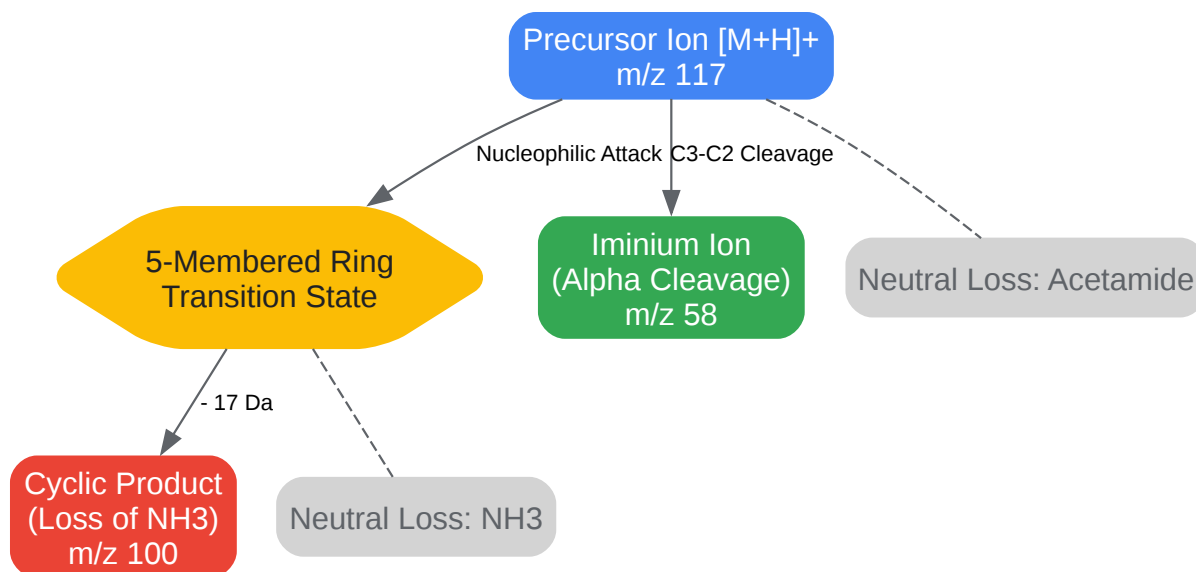 Precursor Ion [M+H]+
m/z 117
Nucleophilic Attack
C3-C2 Cleavage
5-Membered Ring
Transition State
Iminium Ion
(Alpha Cleavage)
m/z 58
Neutral Loss: Acetamide
- 17 Da
Cyclic Product
(Loss of NH3)
m/z 100
Neutral Loss: NH3